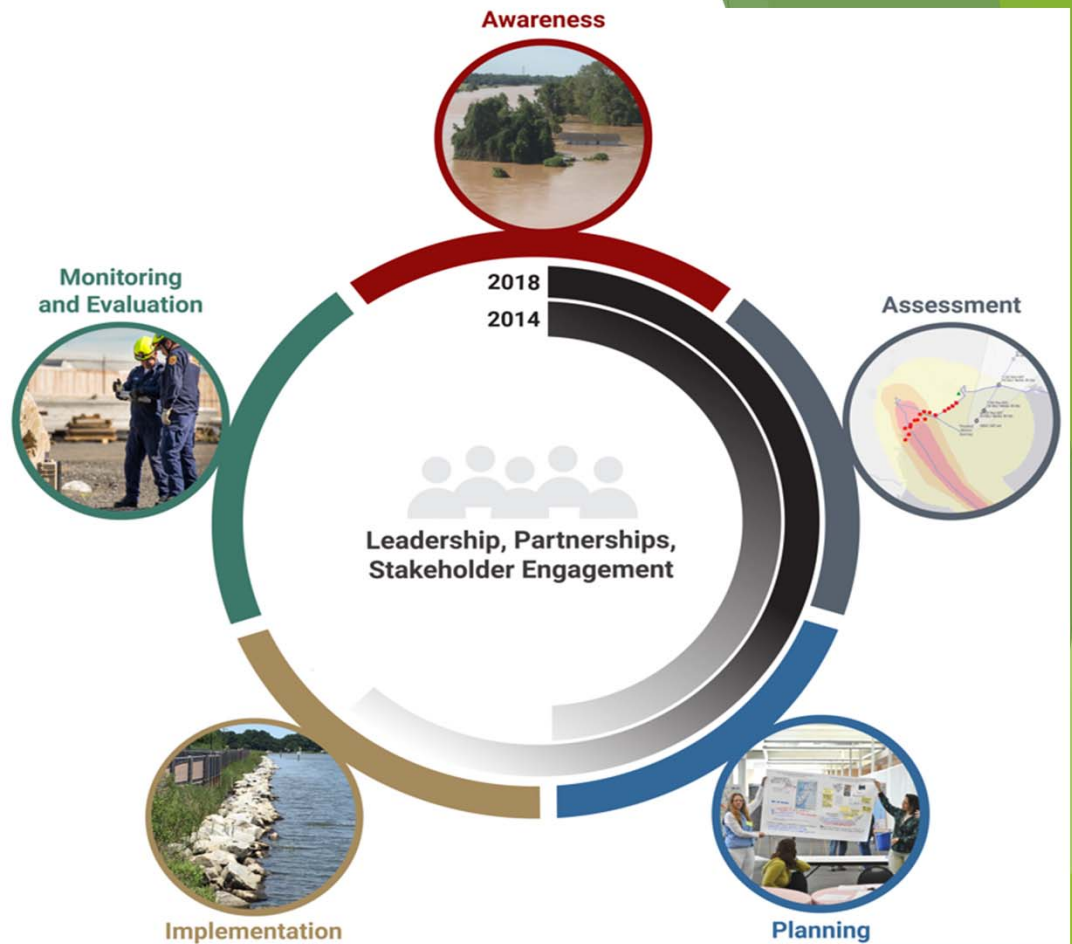 Awareness
Monitoring
and Evaluation
2018
2014
Assessment
Leadership, Partnerships,
Stakeholder Engagement
Implementation
Planning